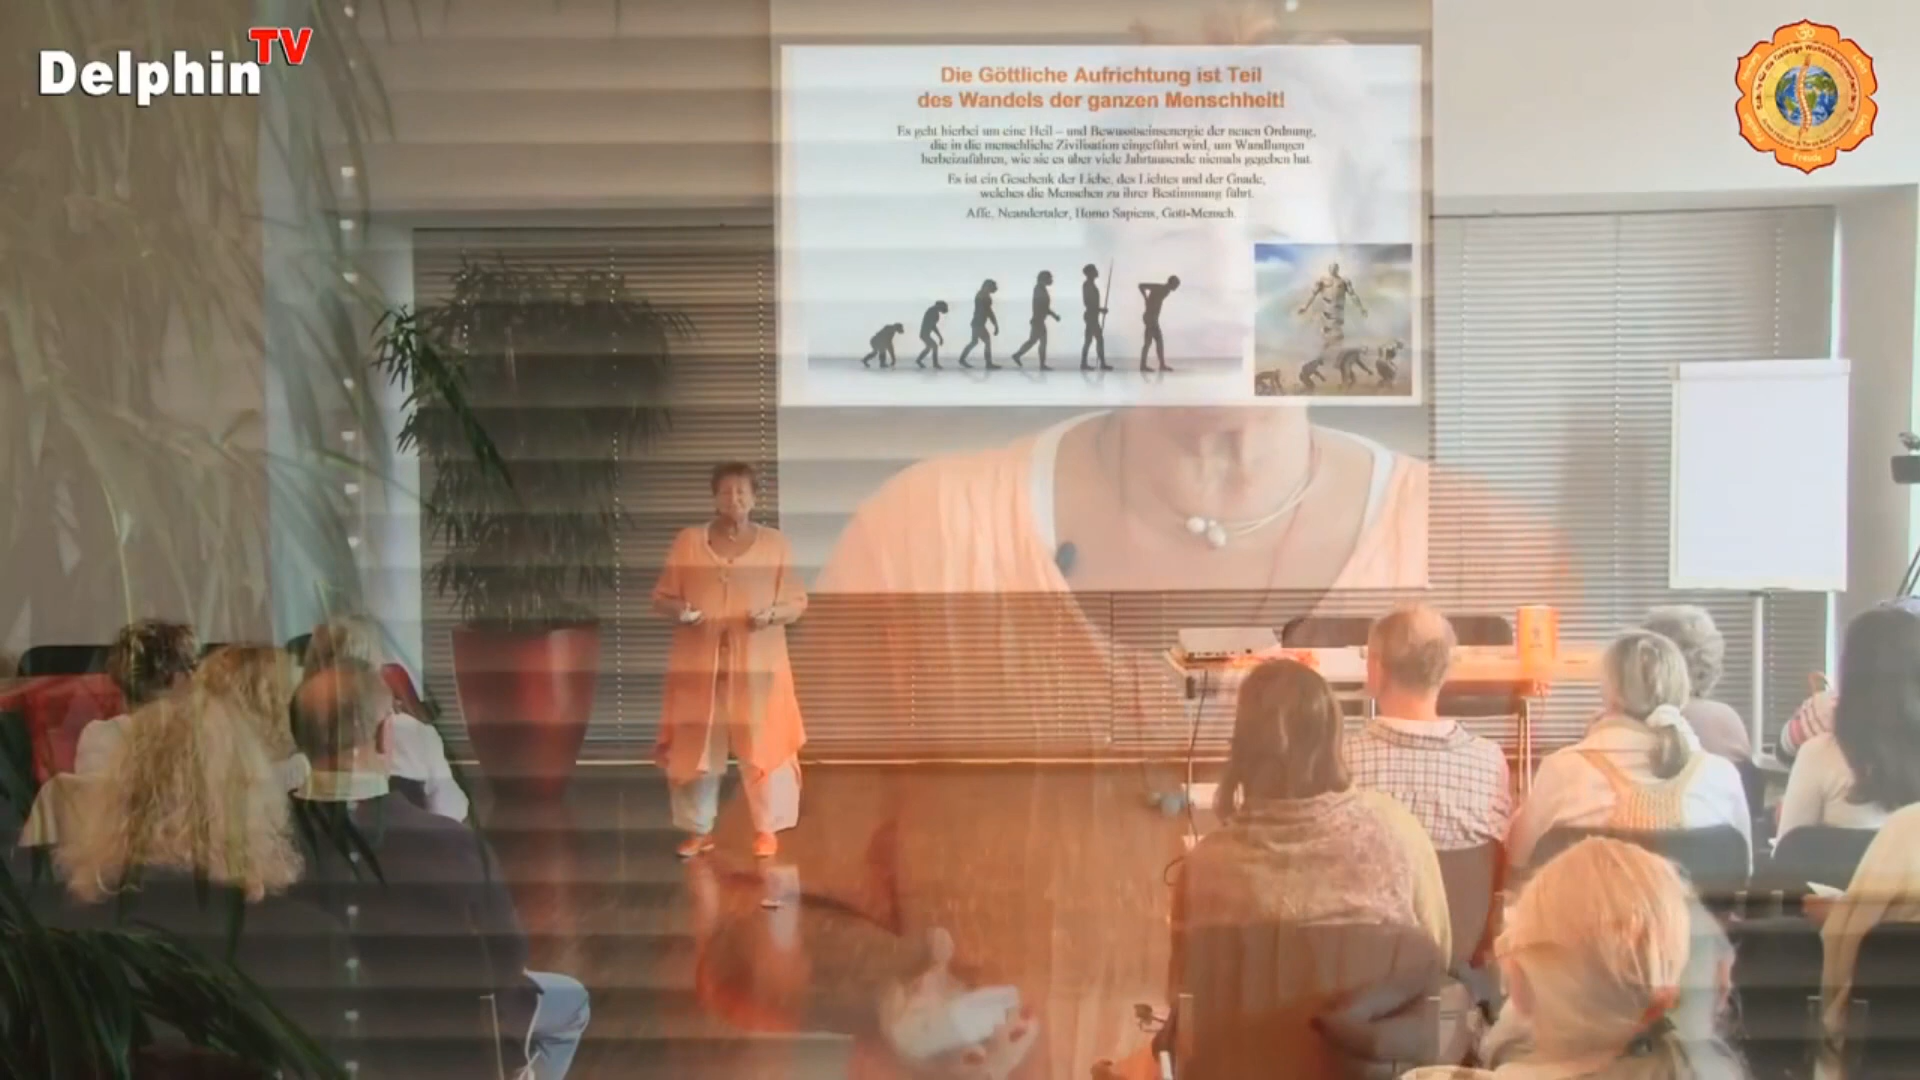 Delphin TV
Die Göttliche Aufrichtung ist Teil
des Wandels der ganzen Menschheit!
Es geht hierbei um eine Heil – und Bewusstseinsenergie der neuen Ordnung,
die in die menschliche Zivilisation eingeführt wird, um Wandlungen
herbeizuführen, wie sie es über viele Jahrtausende niemals gegeben hat.
Es ist ein Geschenk der Liebe, des Lichtes und der Gnade,
welches die Menschen zu ihrer Bestimmung führt.
Affe, Neandertaler, Homo Sapiens, Gott-Mensch.
Freude